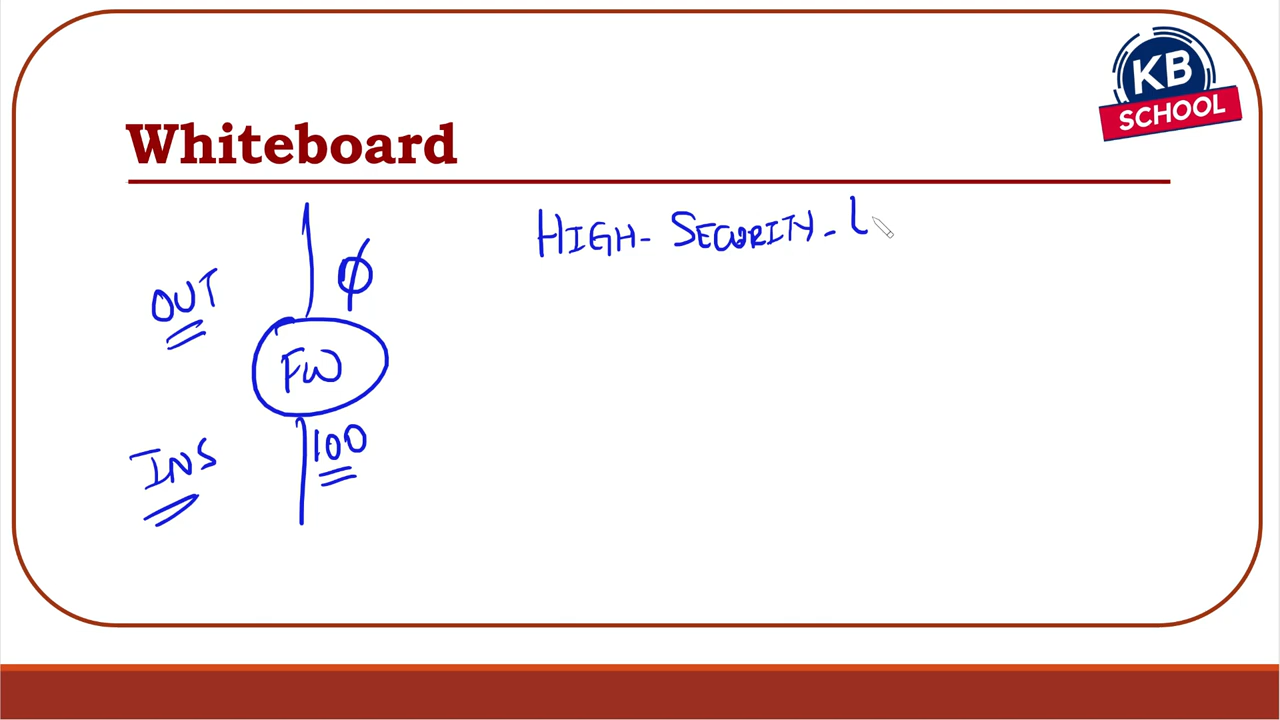 KB
SCHOOL
Whiteboard
HIGH- SECURITY - L
OUT
Ø
FW
100
INS